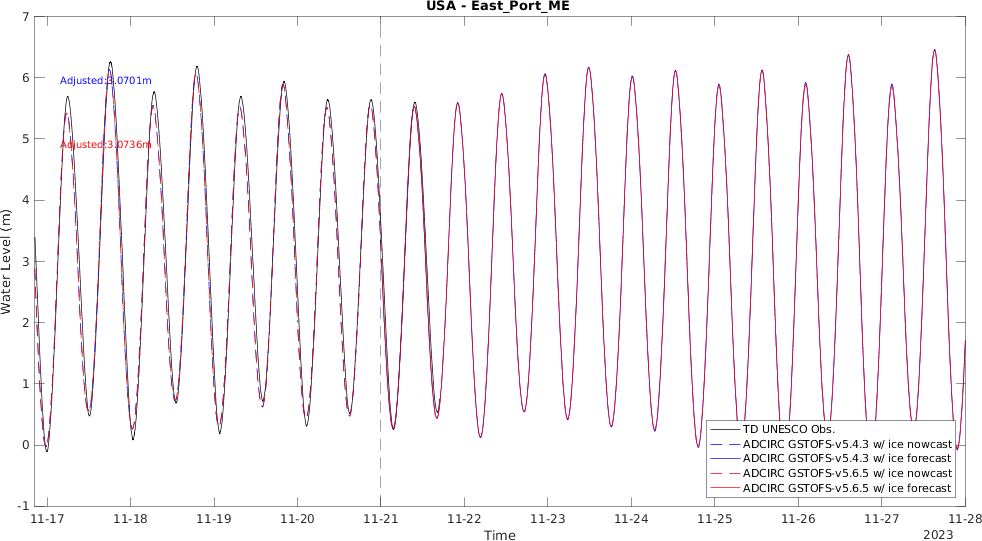 USA - East_Port_ME
7
6
5
4
3
2
1
0
-1
Water Level (m)
Adjusted:3.0701m
Adjusted:3.0736m
TD UNESCO Obs.
ADCIRC GSTOFS-v5.4.3 w/ ice nowcast
ADCIRC GSTOFS-v5.4.3 w/ ice forecast
ADCIRC GSTOFS-v5.6.5 w/ ice nowcast
ADCIRC GSTOFS-v5.6.5 w/ ice forecast
11-17 11-18 11-19 11-20 11-21 11-22 11-23 11-24 11-25 11-26 11-27 11-28
Time
2023